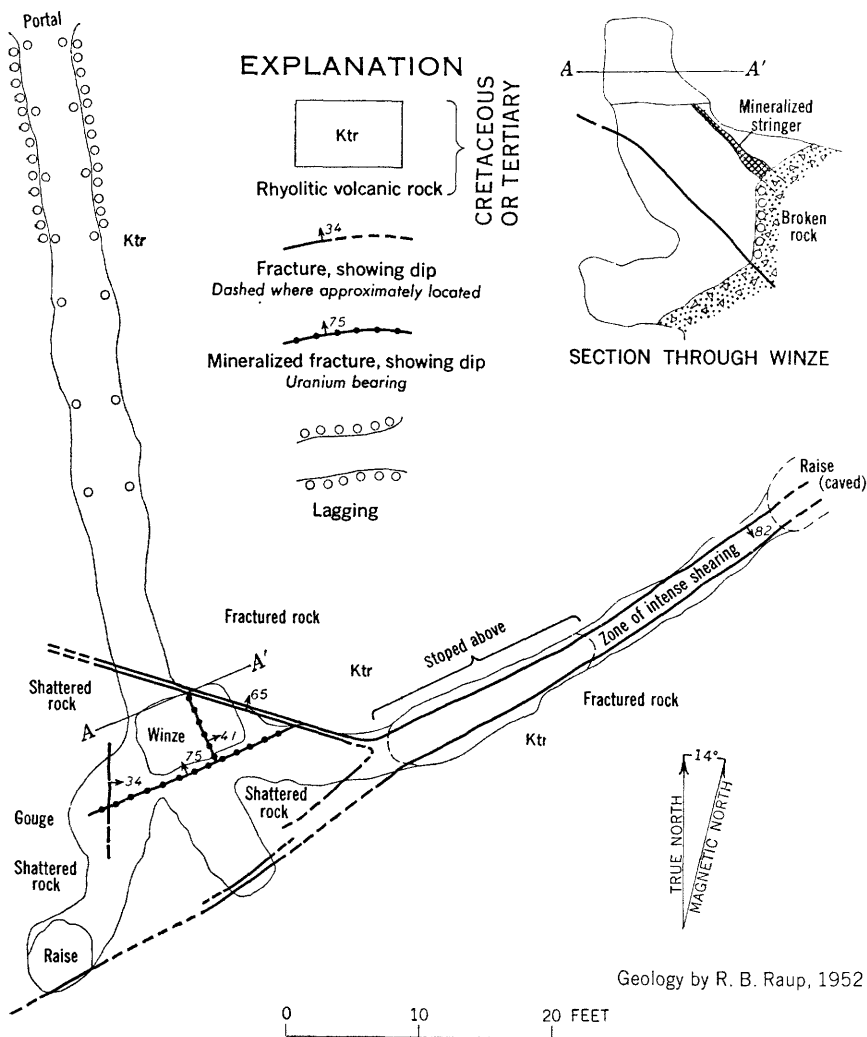 Portal
EXPLANATION
Ktr
Rhyolitic volcanic rock
CRETACEOUS
OR TERTIARY
34
Fracture, showing dip
Dashed where approximately located
75
Mineralized fracture, showing dip
Uranium bearing
Lagging
A
A'
Mineralized
stringer
Broken
rock
SECTION THROUGH WINZE
Ktr
Raise
(caved)
82
Zone of intense shearing
Stoped above
Fractured rock
Ktr
Fractured rock
Ktr
A'
Shattered
rock
65
A
Winze
41
75
34
Gouge
Shattered
rock
Shattered
rock
Raise
14°
TRUE NORTH
MAGNETIC NORTH
Geology by R. B. Raup, 1952
0
10
20 FEET